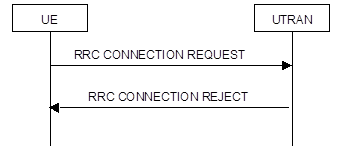 UE
UTRAN
RRC CONNECTION REQUEST
RRC CONNECTION REJECT